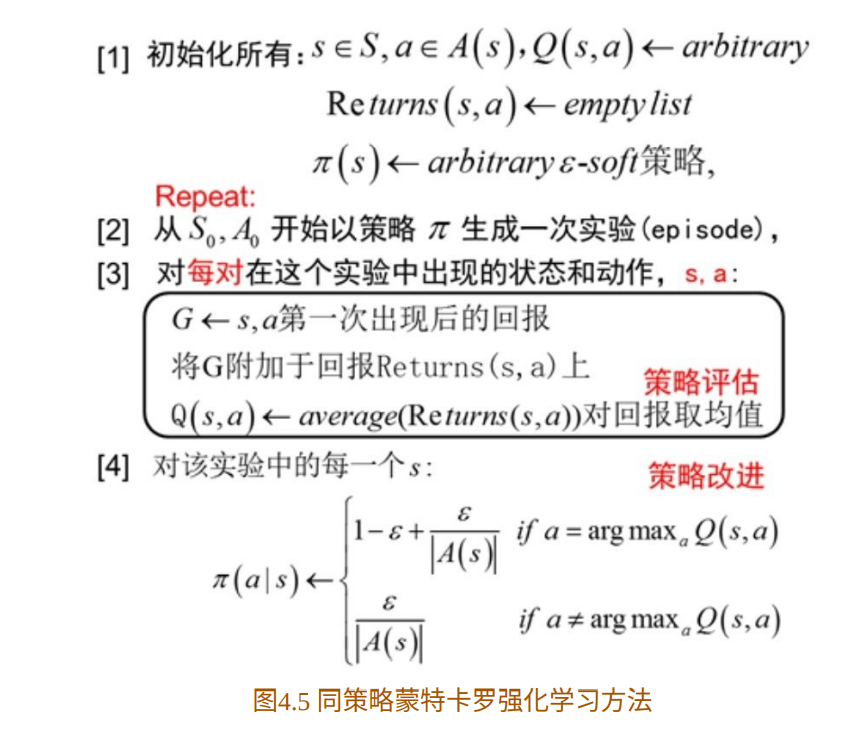 [1] 初始化所有:s ∈ S, a ∈ A(s), Q(s,a) ← arbitrary
Returns(s,a) ← empty list
π(s) ← arbitrary ε-soft策略,
Repeat:
[2] 从 S₀, A₀ 开始以策略 π 生成一次实验(episode),
[3] 对每对在这个实验中出现的状态和动作, s, a:
G ← s,a第一次出现后的回报
将G附加于回报Returns(s,a)上
策略评估
Q(s,a) ← average(Returns(s,a))对回报取均值
[4] 对该实验中的每一个s:
策略改进
π(a|s) ← { 1−ε+ ε/|A(s)| if a = arg maxₐ Q(s,a)
ε/|A(s)| if a ≠ arg maxₐ Q(s,a)
图4.5 同策略蒙特卡罗强化学习方法